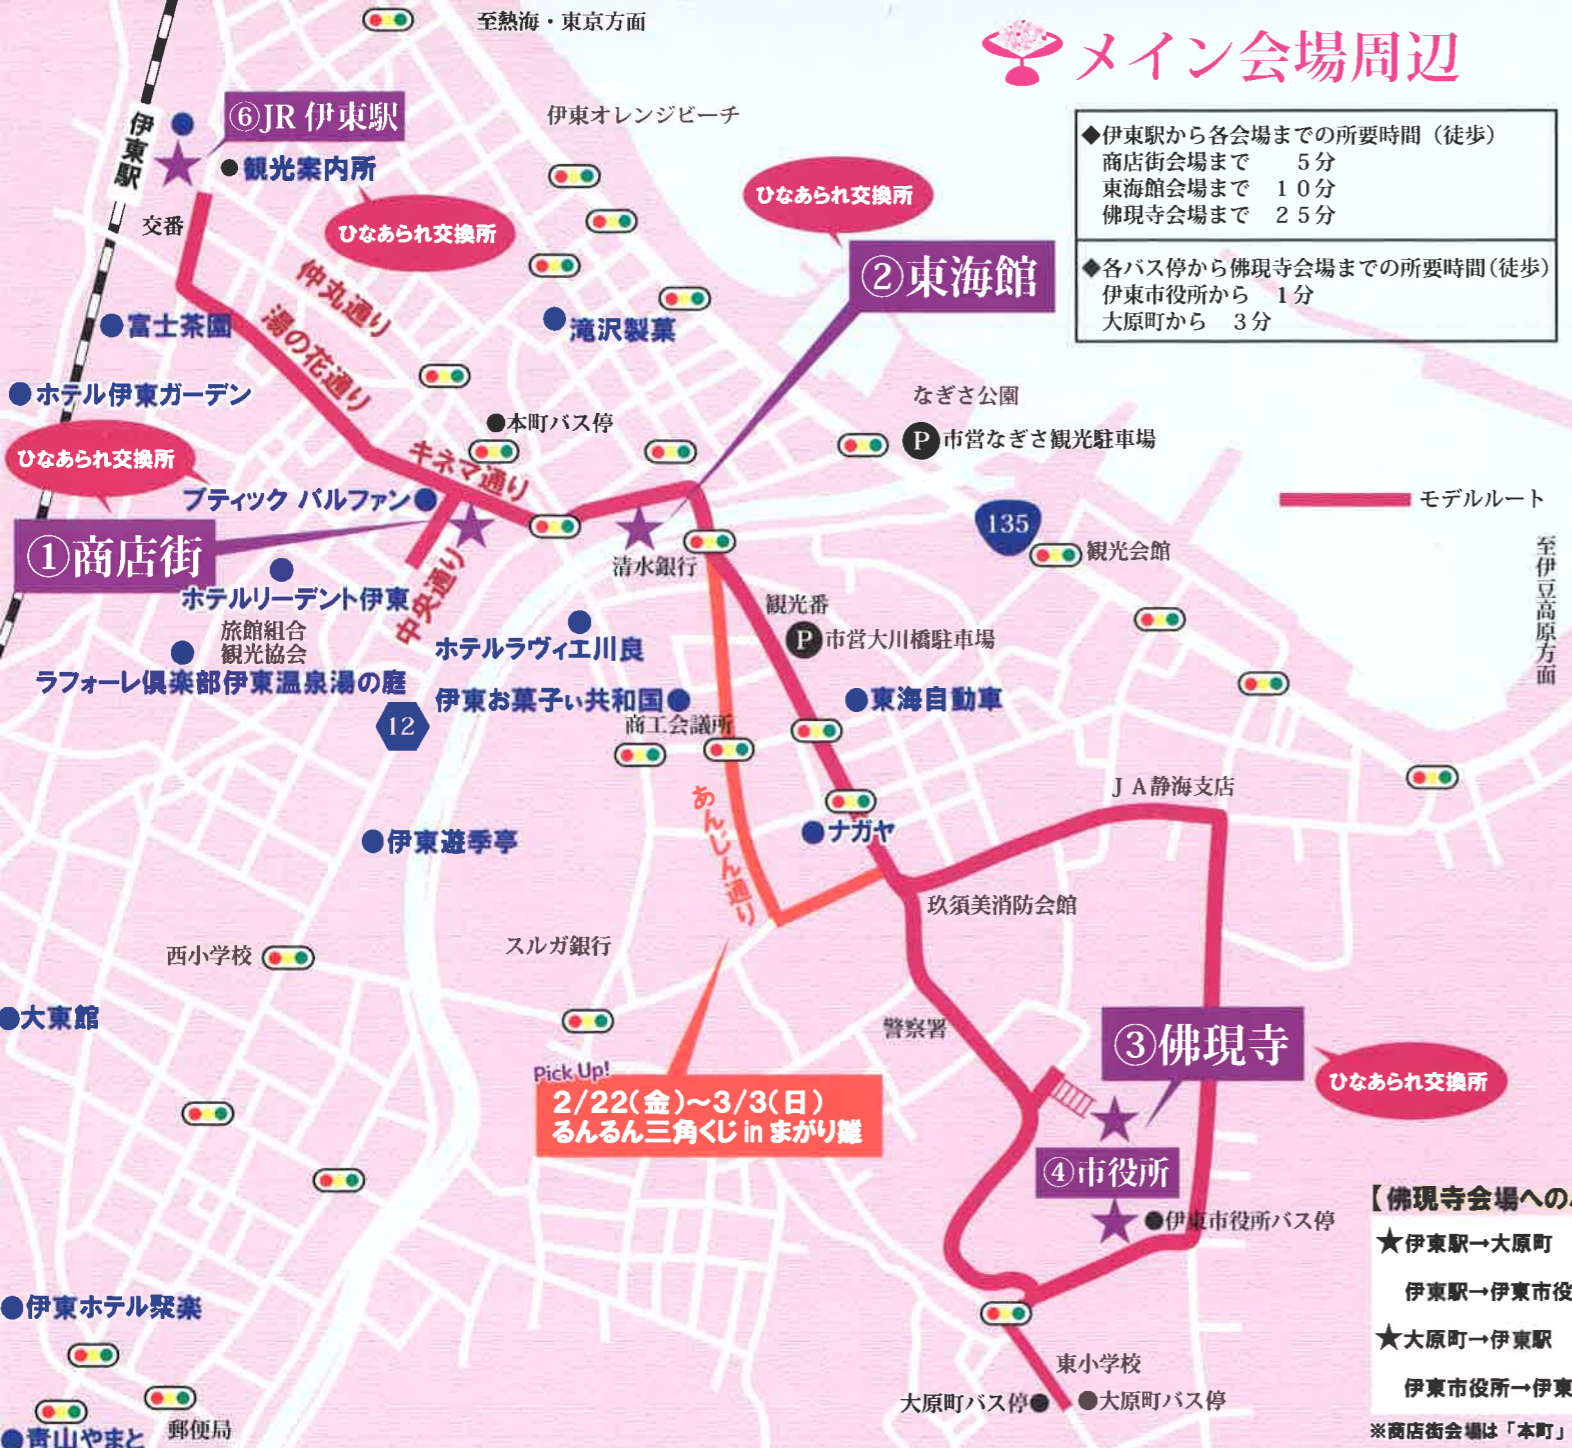 至熱海・東京方面
メイン会場周辺
◆伊東駅から各会場までの所要時間（徒歩）
商店街会場まで　5分
東海館会場まで　10分
佛現寺会場まで　25分
◆各バス停から佛現寺会場までの所要時間（徒歩）
伊東市役所から　1分
大原町から　3分
伊東駅
⑥JR 伊東駅
●観光案内所
交番
ひなあられ交換所
伊東オレンジビーチ
ひなあられ交換所
②東海館
仲丸通り
湯の花通り
●富士茶園
●滝沢製菓
●ホテル伊東ガーデン
●本町バス停
なぎさ公園
P 市営なぎさ観光駐車場
ひなあられ交換所
キネマ通り
ブティック パルファン●
①商店街
モデルルート
135
観光会館
至伊豆高原方面
清水銀行
ホテルリーデント伊東
中央通り
旅館組合
観光協会
観光番
P 市営大川橋駐車場
ホテルラヴィエ川良
ラフォーレ倶楽部伊東温泉湯の庭
伊東お菓子ぃ共和国●
●東海自動車
12
商工会議所
JA静海支店
あんじん通り
●伊東遊季亭
●ナガヤ
玖須美消防会館
西小学校
スルガ銀行
●大東館
警察署
③佛現寺
ひなあられ交換所
Pick Up!
2/22(金)～3/3(日)
るんるん三角くじ in まがり雛
④市役所
●伊東市役所バス停
【佛現寺会場への
★伊東駅→大原町
伊東駅→伊東市役
★大原町→伊東駅
伊東市役所→伊東
※商店街会場は「本町」
●伊東ホテル聚楽
東小学校
大原町バス停●
●大原町バス停
郵便局
●青山やまと